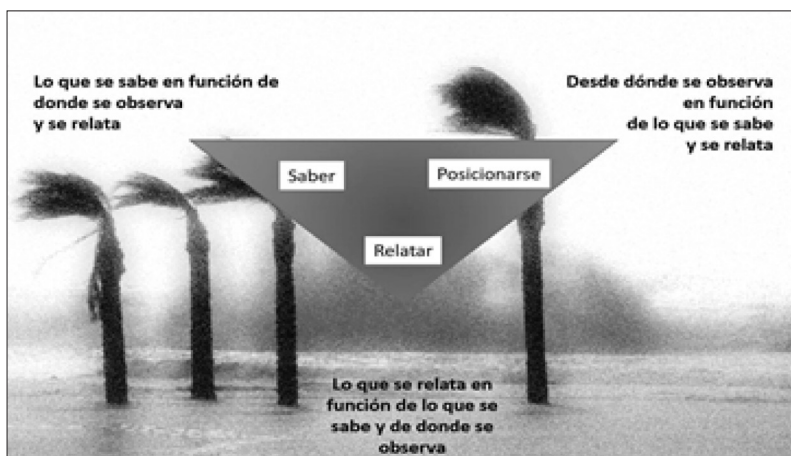 Lo que se sabe en función de
donde se observa
y se relata
Desde dónde se observa
en función
de lo que se sabe
y se relata
Saber
Posicionarse
Relatar
Lo que se relata en
función de lo que se
sabe y de donde se
observa